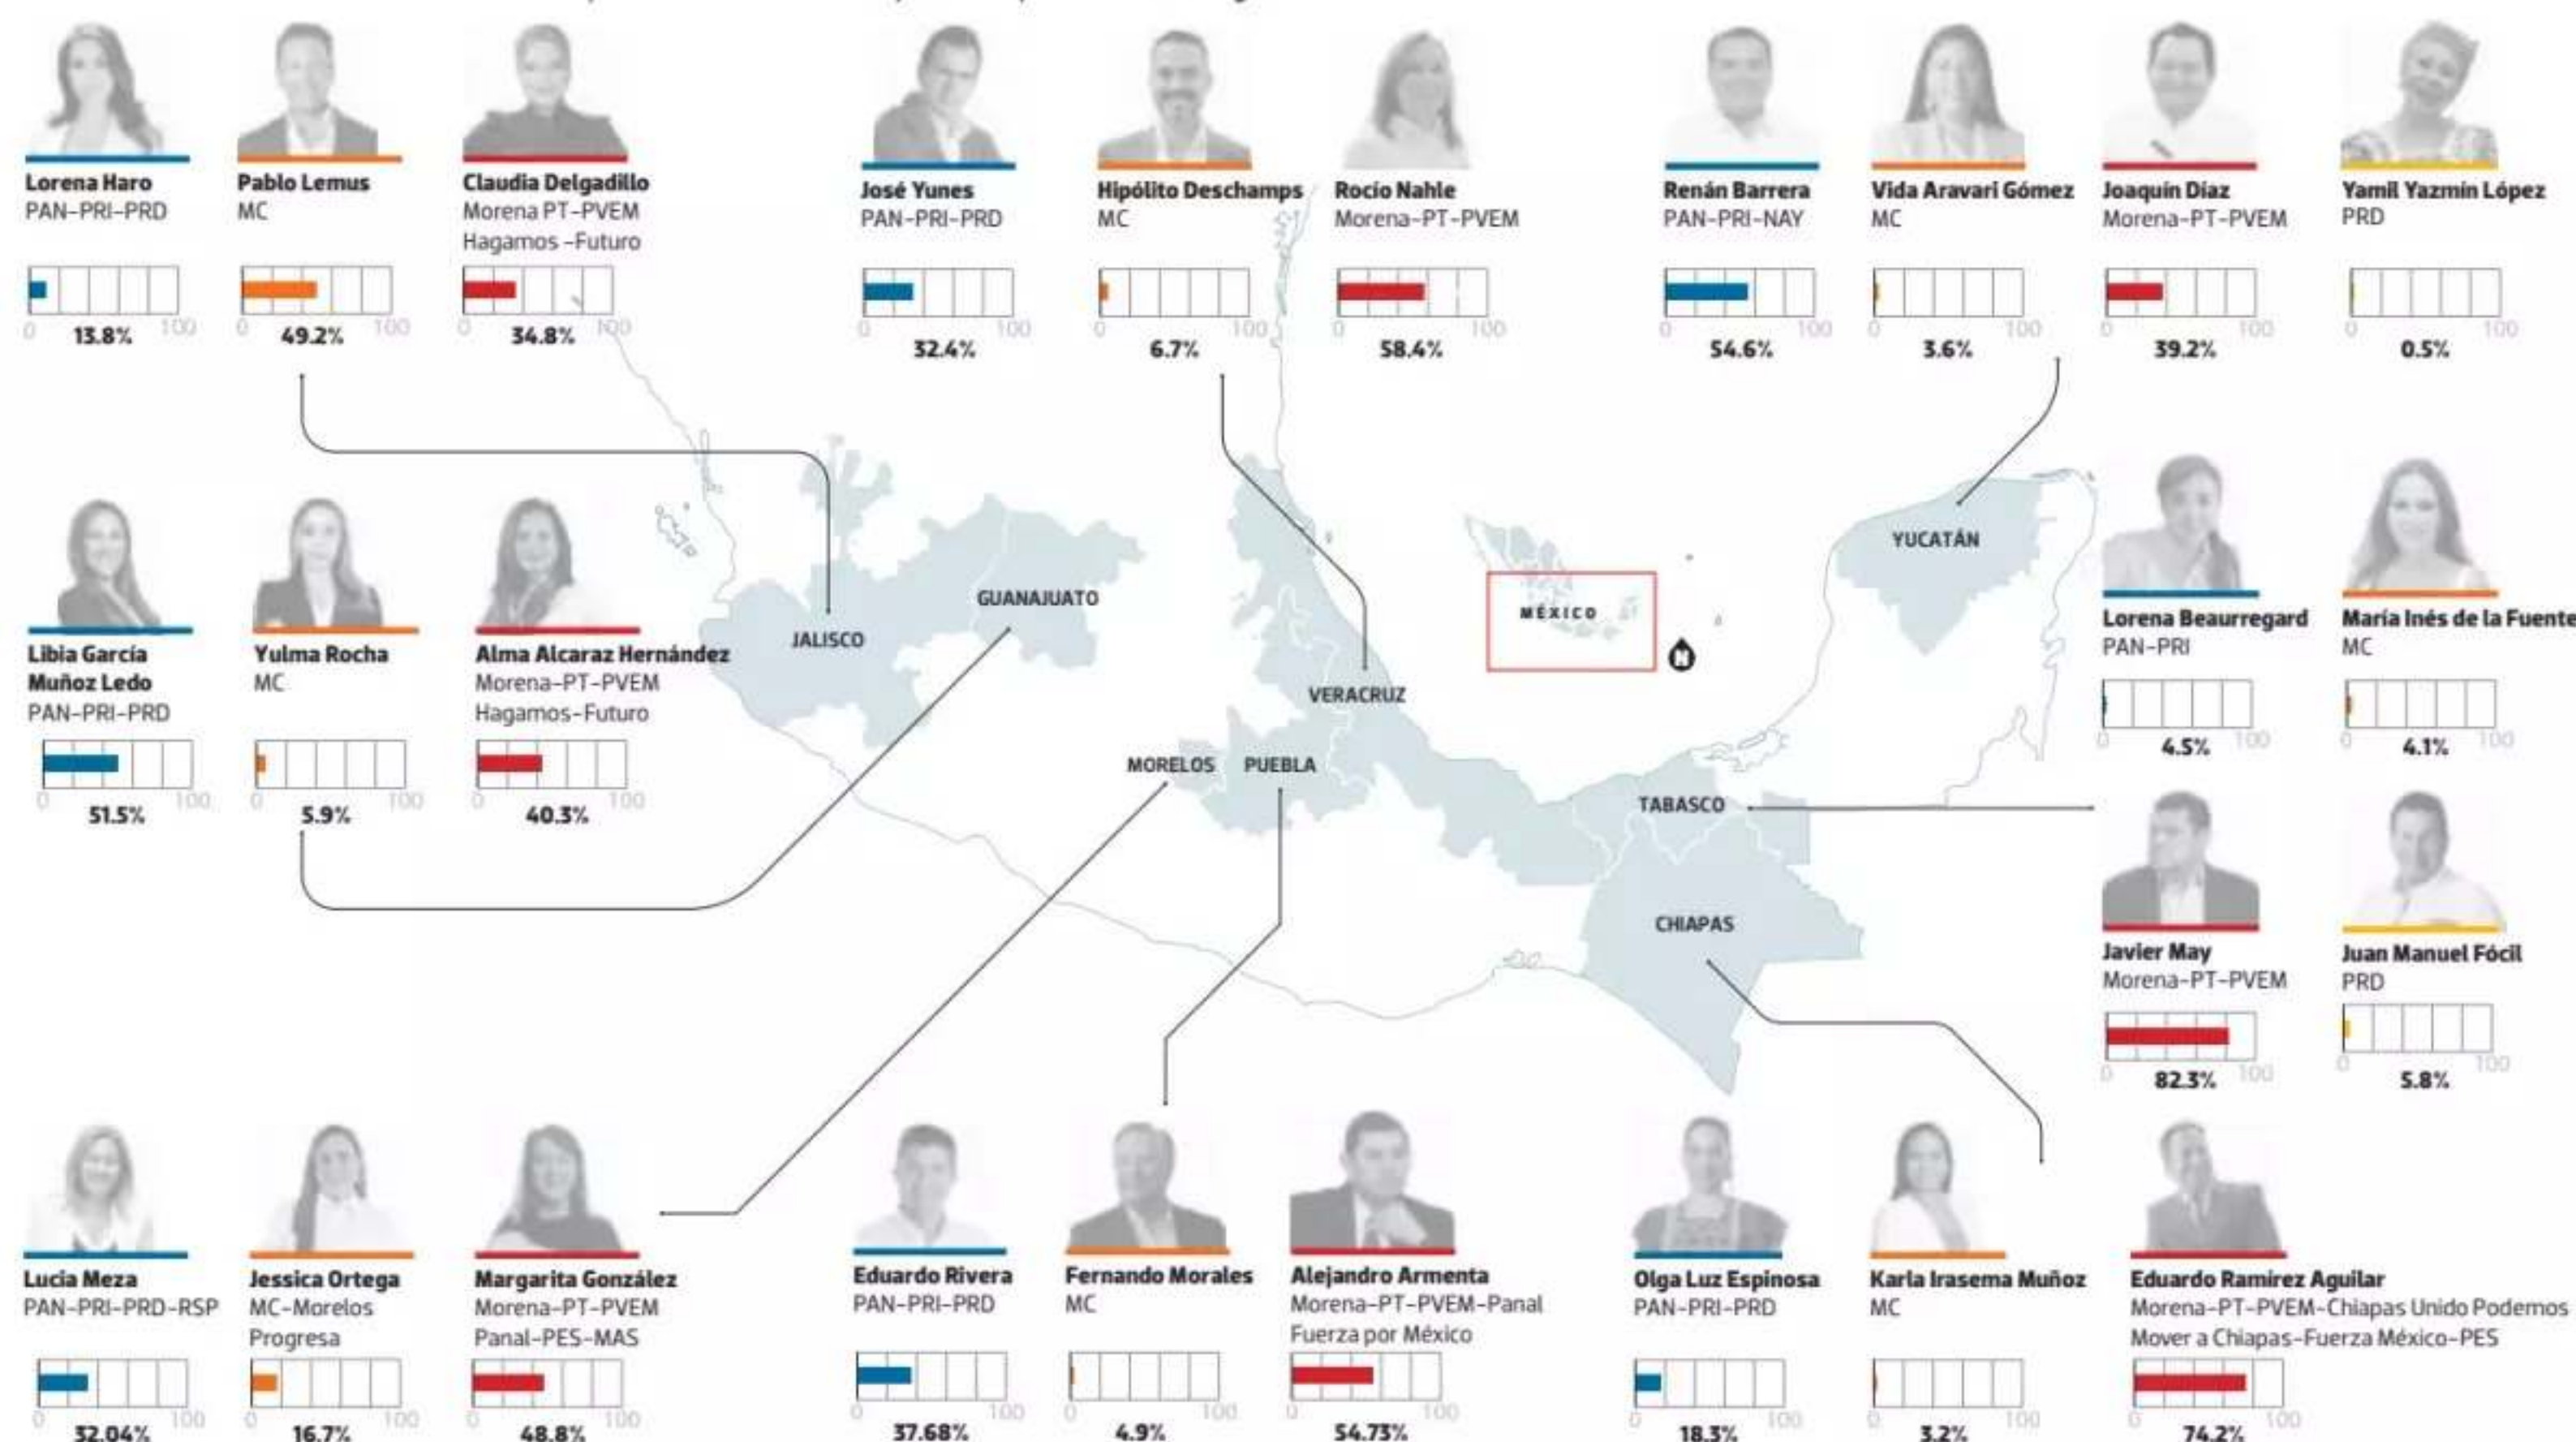 Lorena Haro
PAN-PRI-PRD
0 100
13.8%
Pablo Lemus
MC
0 100
49.2%
Claudia Delgadillo
Morena PT-PVEM
Hagamos -Futuro
0 100
34.8%
José Yunes
PAN-PRI-PRD
0 100
32.4%
Hipólito Deschamps
MC
0 100
6.7%
Rocío Nahle
Morena-PT-PVEM
0 100
58.4%
Renán Barrera
PAN-PRI-NAY
0 100
54.6%
Vida Aravari Gómez
MC
0 100
3.6%
Joaquín Díaz
Morena-PT-PVEM
0 100
39.2%
Yamil Yazmín López
PRD
0 100
0.5%
Libia García
Muñoz Ledo
PAN-PRI-PRD
0 100
51.5%
Yulma Rocha
MC
0 100
5.9%
Alma Alcaraz Hernández
Morena-PT-PVEM
Hagamos-Futuro
0 100
40.3%
JALISCO
GUANAJUATO
VERACRUZ
MORELOS
PUEBLA
MÉXICO
N
YUCATÁN
TABASCO
CHIAPAS
Lorena Beaurregard
PAN-PRI
0 100
4.5%
María Inés de la Fuente
MC
0 100
4.1%
Javier May
Morena-PT-PVEM
0 100
82.3%
Juan Manuel Fócil
PRD
0 100
5.8%
Lucia Meza
PAN-PRI-PRD-RSP
0 100
32.04%
Jessica Ortega
MC-Morelos
Progresa
0 100
16.7%
Margarita González
Morena-PT-PVEM
Panal-PES-MAS
0 100
48.8%
Eduardo Rivera
PAN-PRI-PRD
0 100
37.68%
Fernando Morales
MC
0 100
4.9%
Alejandro Armenta
Morena-PT-PVEM-Panal
Fuerza por México
0 100
54.73%
Olga Luz Espinosa
PAN-PRI-PRD
0 100
18.3%
Karla Irasema Muñoz
MC
0 100
3.2%
Eduardo Ramírez Aguilar
Morena-PT-PVEM-Chiapas Unido Podemos
Mover a Chiapas-Fuerza México-PES
0 100
74.2%